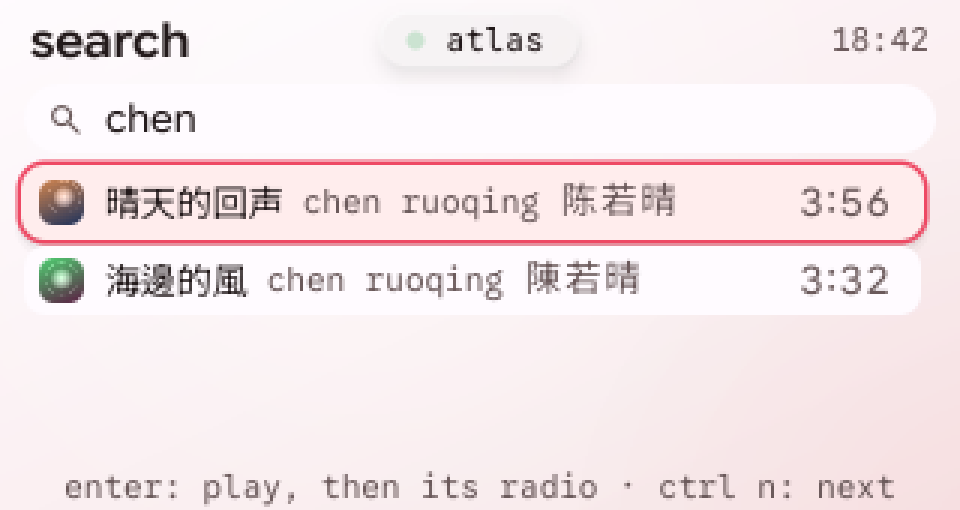 search atlas 18:42
chen
晴天的回声 chen ruoqing 陈若晴 3:56
海邊的風 chen ruoqing 陳若晴 3:32
enter: play, then its radio · ctrl n: next